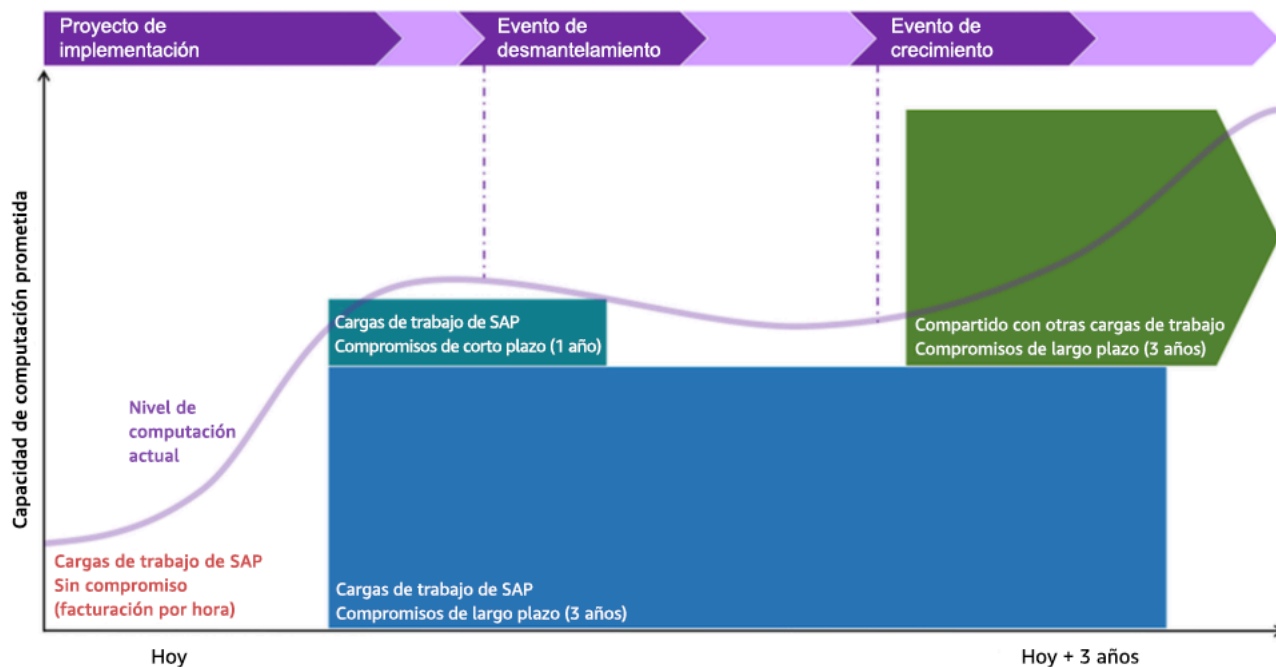 Proyecto de
implementación
Evento de
desmantelamiento
Evento de
crecimiento
Capacidad de computación prometida
Cargas de trabajo de SAP
Compromisos de corto plazo (1 año)
Compartido con otras cargas de trabajo
Compromisos de largo plazo (3 años)
Nivel de
computación
actual
Cargas de trabajo de SAP
Sin compromiso
(facturación por hora)
Cargas de trabajo de SAP
Compromisos de largo plazo (3 años)
Hoy
Hoy + 3 años